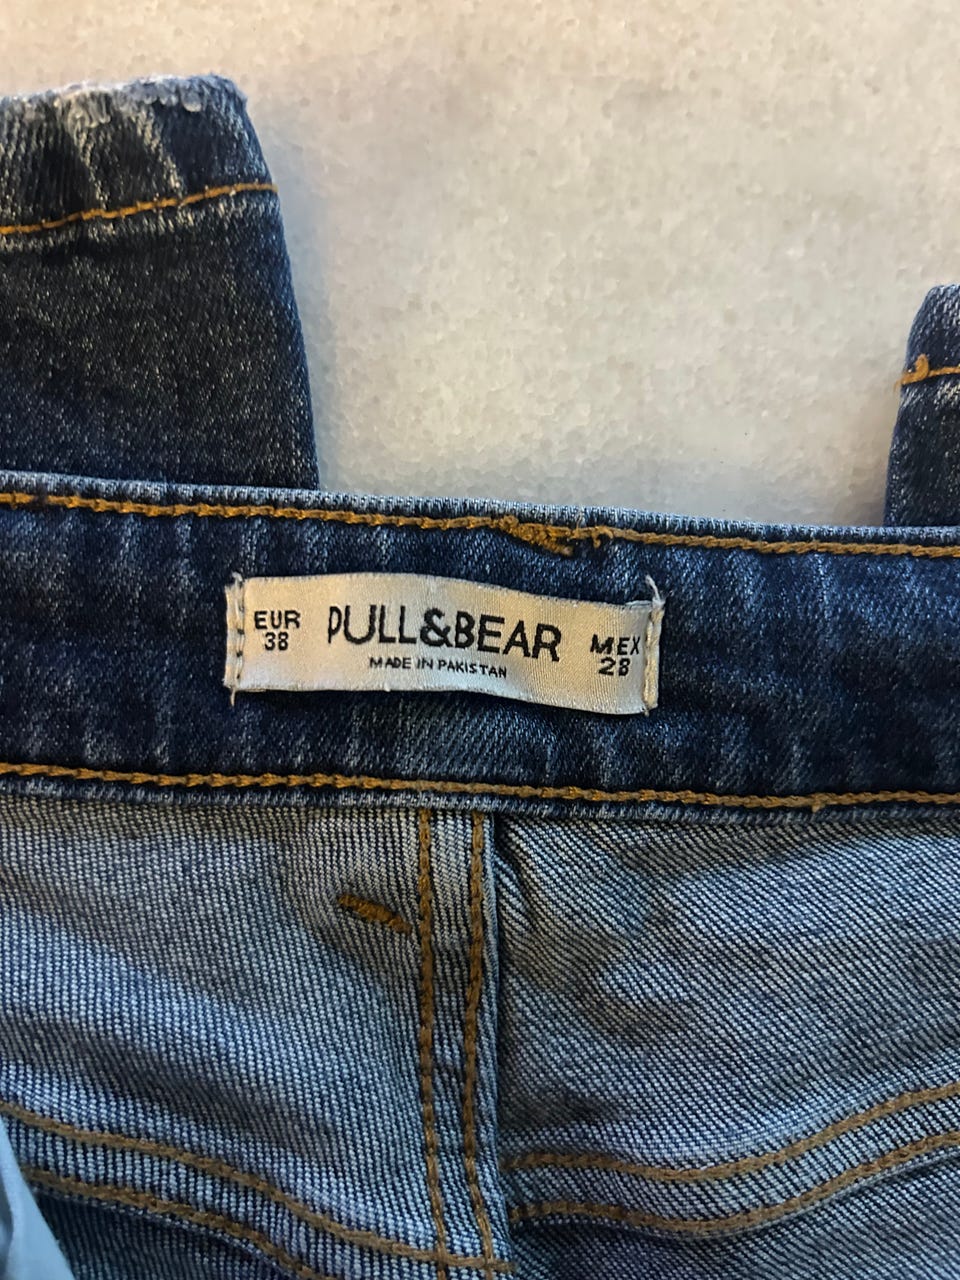 EUR
38
PULL&BEAR
MADE IN PAKISTAN
MEX
28